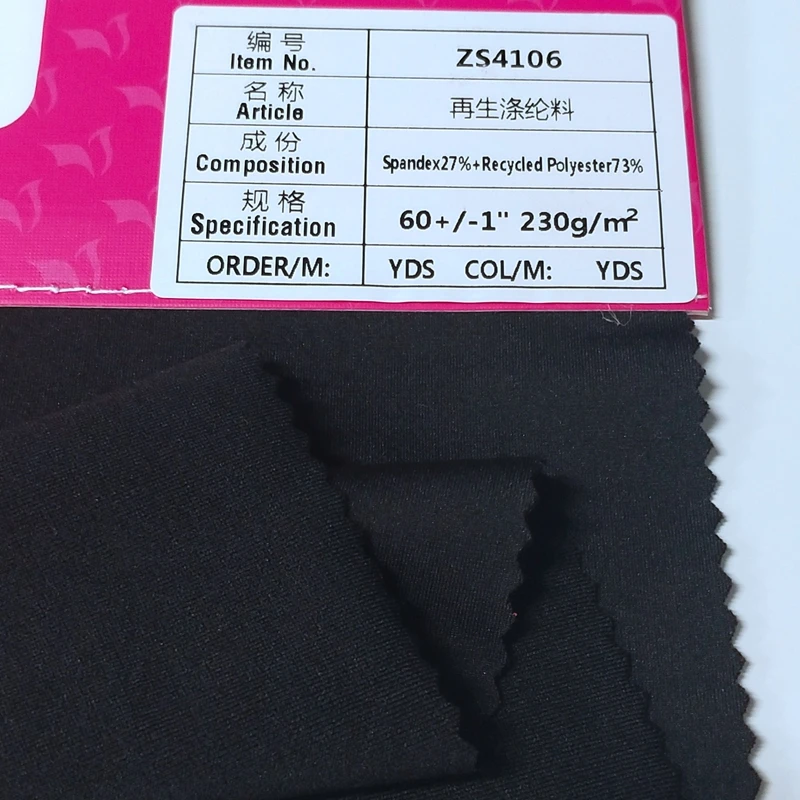 编号
Item No.
ZS4106
名称
Article
再生涤纶料
成份
Composition
Spandex27%+Recycled Polyester73%
规格
Specification
60+/-1" 230g/m²
ORDER/M: YDS COL/M: YDS